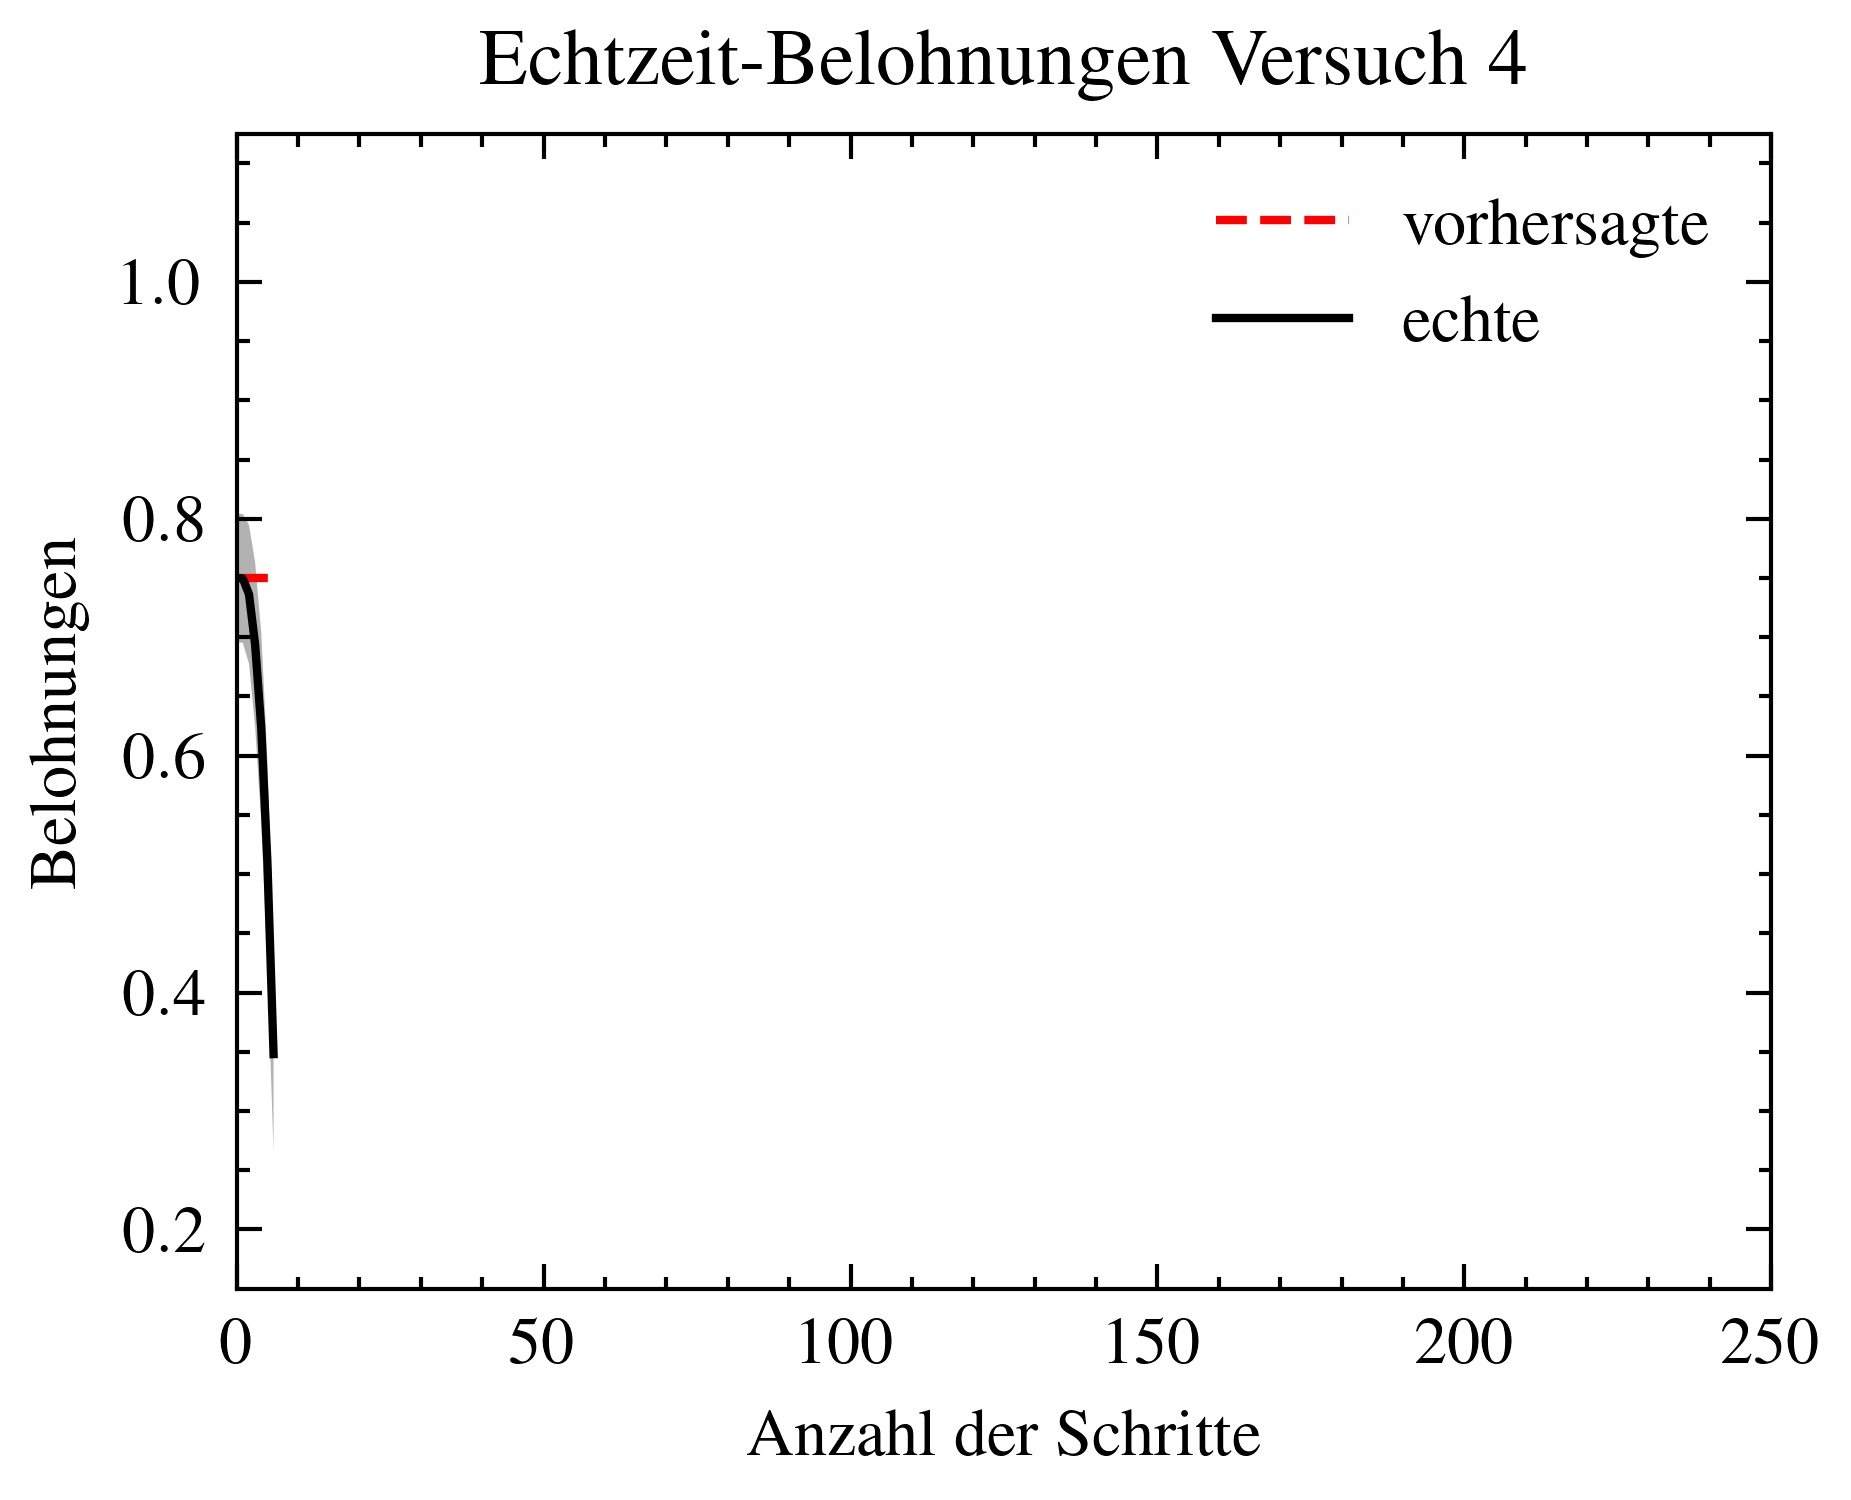 Echtzeit-Belohnungen Versuch 4
vorhersagte
echte
1.0
0.8
0.6
0.4
0.2
Belohnungen
0 50 100 150 200 250
Anzahl der Schritte